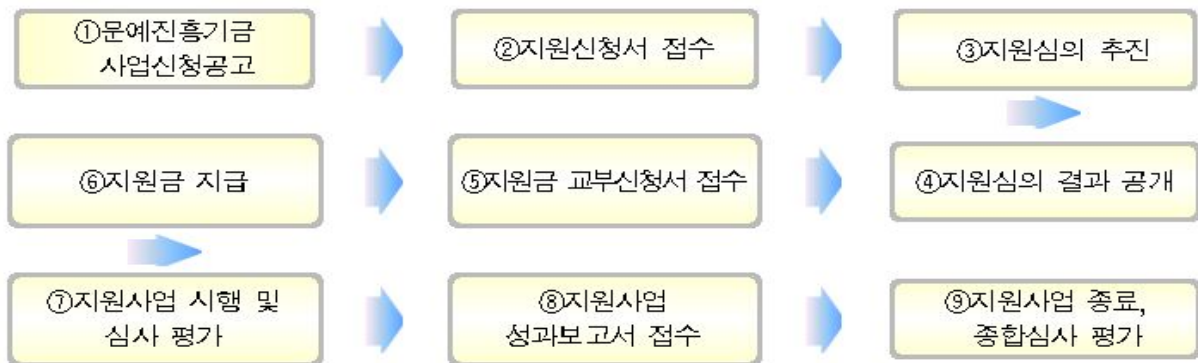 ①문예진흥기금
사업신청공고
②지원신청서 접수
③지원심의 추진
⑥지원금 지급
⑤지원금 교부신청서 접수
④지원심의 결과 공개
⑦지원사업 시행 및
심사 평가
⑧지원사업
성과보고서 접수
⑨지원사업 종료,
종합심사 평가